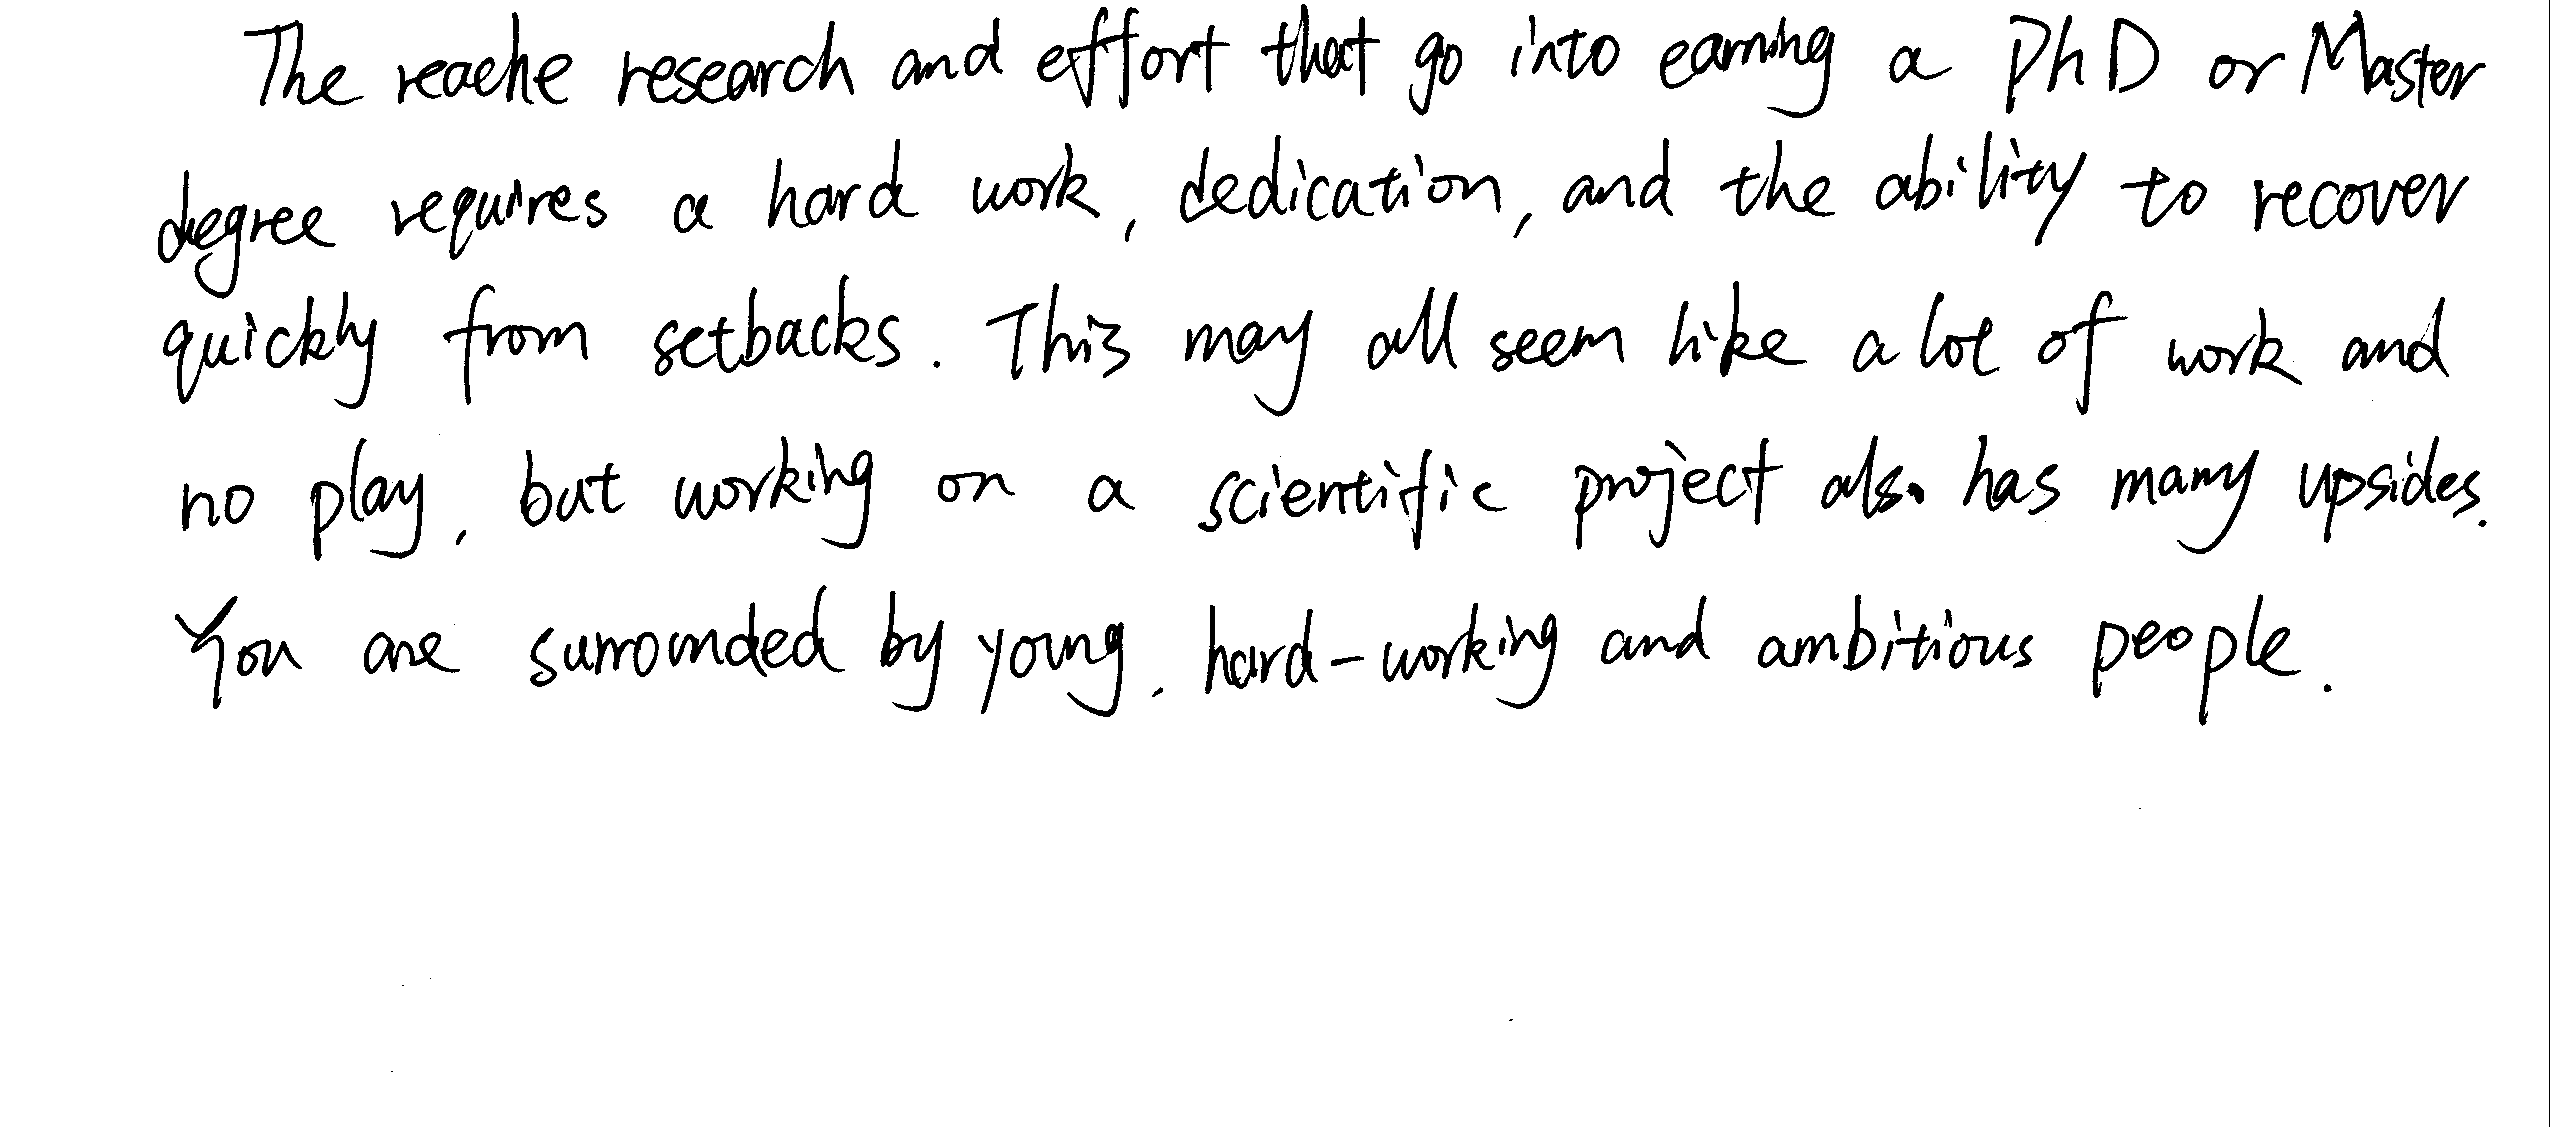 The reache research and effort that go into earning a PhD or Master
degree requires a hard work, dedication, and the ability to recover
quickly from setbacks. This may all seem like a lot of work and
no play, but working on a scientific project also has many upsides.
You are surrounded by young, hard-working and ambitious people.